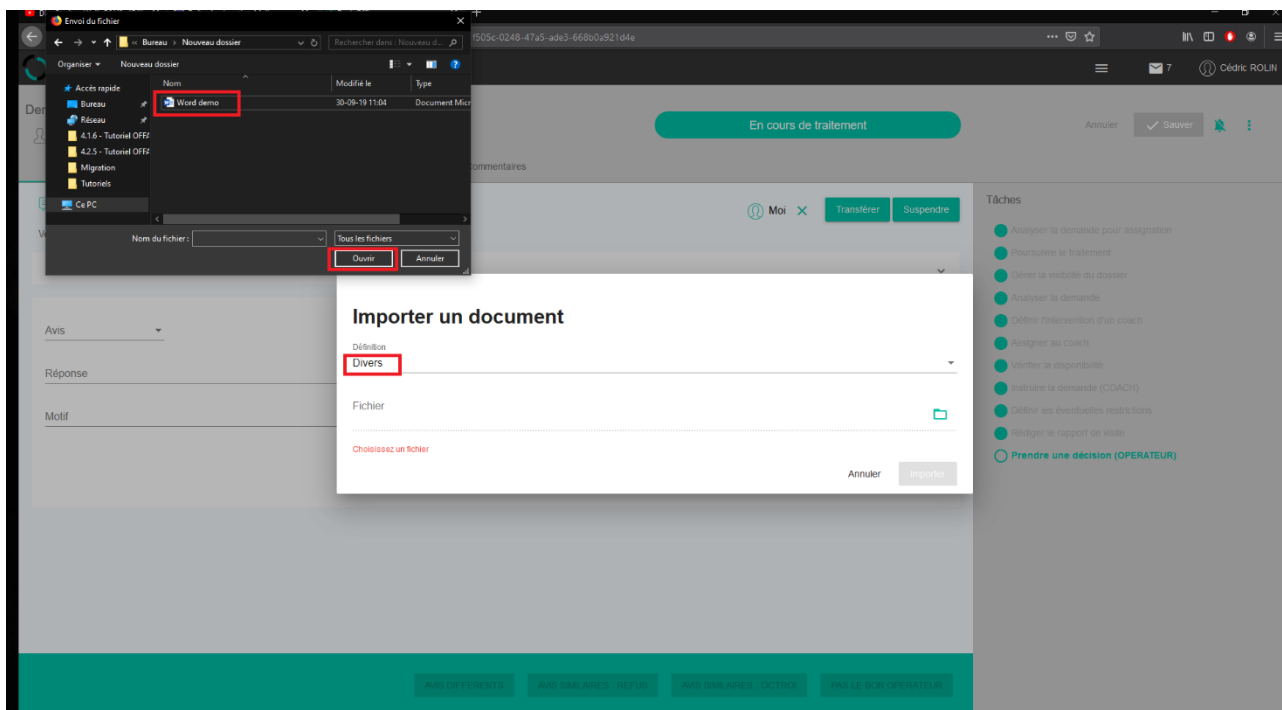 Envoi du fichier
« Bureau > Nouveau dossier
Rechercher dans : Nouveau d...
f505c-0248-47a5-ade3-668b0a921d4e
Organiser
Nouveau dossier
7
Cédric ROLIN
Accès rapide
Bureau
Réseau
4.1.6 - Tutoriel OFFA
4.2.5 - Tutoriel OFFA
MIgration
Tutoriels
Ce PC
Nom
Modifié le
Type
Word demo
30-09-19 11:04
Document Micr
Nom du fichier :
Tous les fichiers
Ouvrir
Annuler
Der
En cours de traitement
Annuler
Sauver
Commentaires
Moi
Transférer
Suspendre
Avis
Réponse
Motif
Importer un document
Définition
Divers
Fichier
Choisissez un fichier
Annuler
Importer
Tâches
Analyser la demande pour assignation
Poursuivre le traitement
Gérer la visibilité du dossier
Analyser la demande
Définir l'intervention d'un coach
Assigner au coach
Vérifier la disponibilité
Instruire la demande (COACH)
Définir les éventuelles restrictions
Rédiger le rapport de visite
Prendre une décision (OPERATEUR)
AVIS DIFFERENTS
AVIS SIMILAIRES : REFUS
AVIS SIMILAIRES : OCTROI
PAS LE BON OPERATEUR